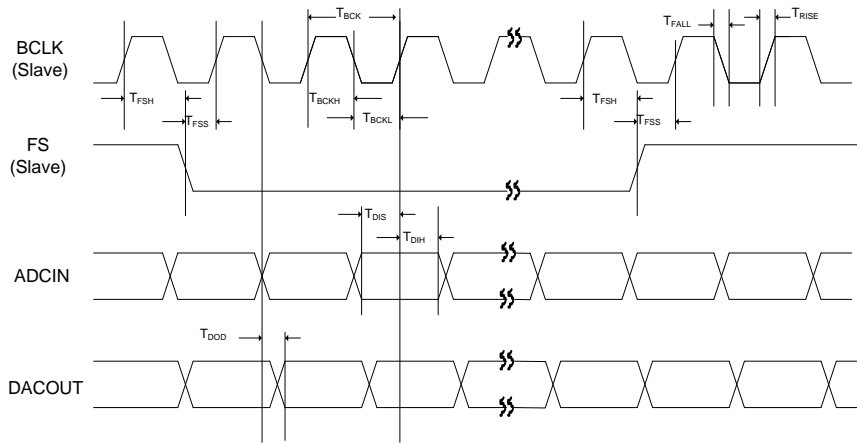 T_BCK
T_FALL
T_RISE
BCLK
(Slave)
T_FSH
T_BCKH
T_FSH
T_FSS
T_BCKL
T_FSS
FS
(Slave)
T_DIS
T_DIH
ADCIN
T_DOD
DACOUT